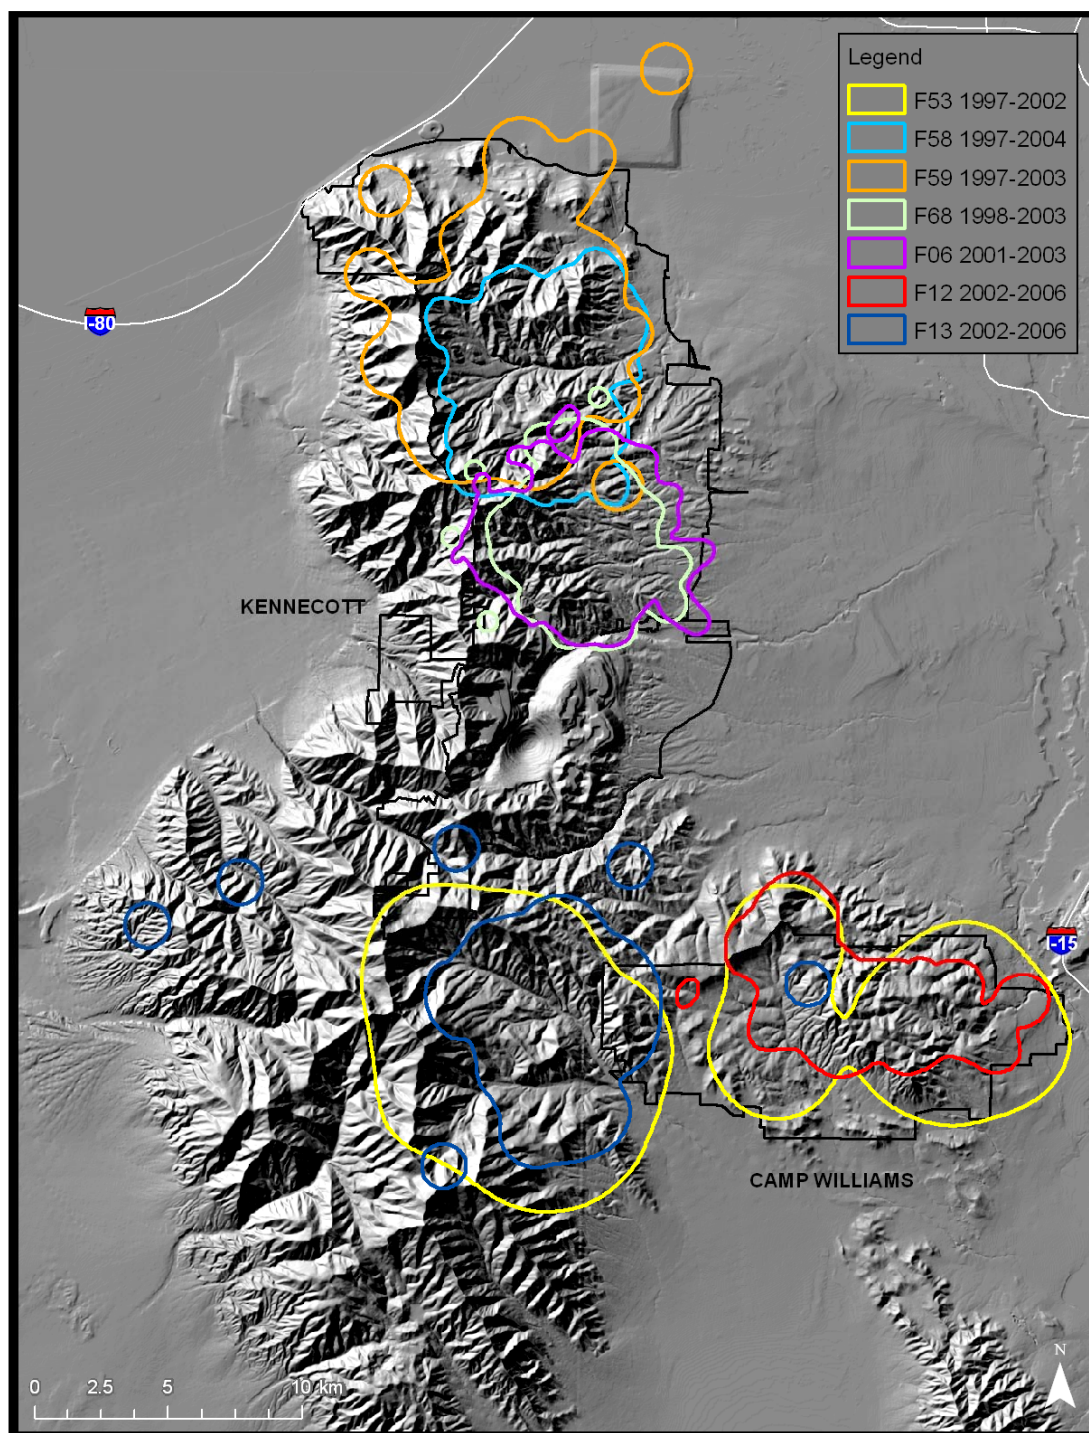 Legend
F53 1997-2002
F58 1997-2004
F59 1997-2003
F68 1998-2003
F06 2001-2003
F12 2002-2006
F13 2002-2006
I-80
KENNECOTT
I-15
CAMP WILLIAMS
N
0 2.5 5 10 km